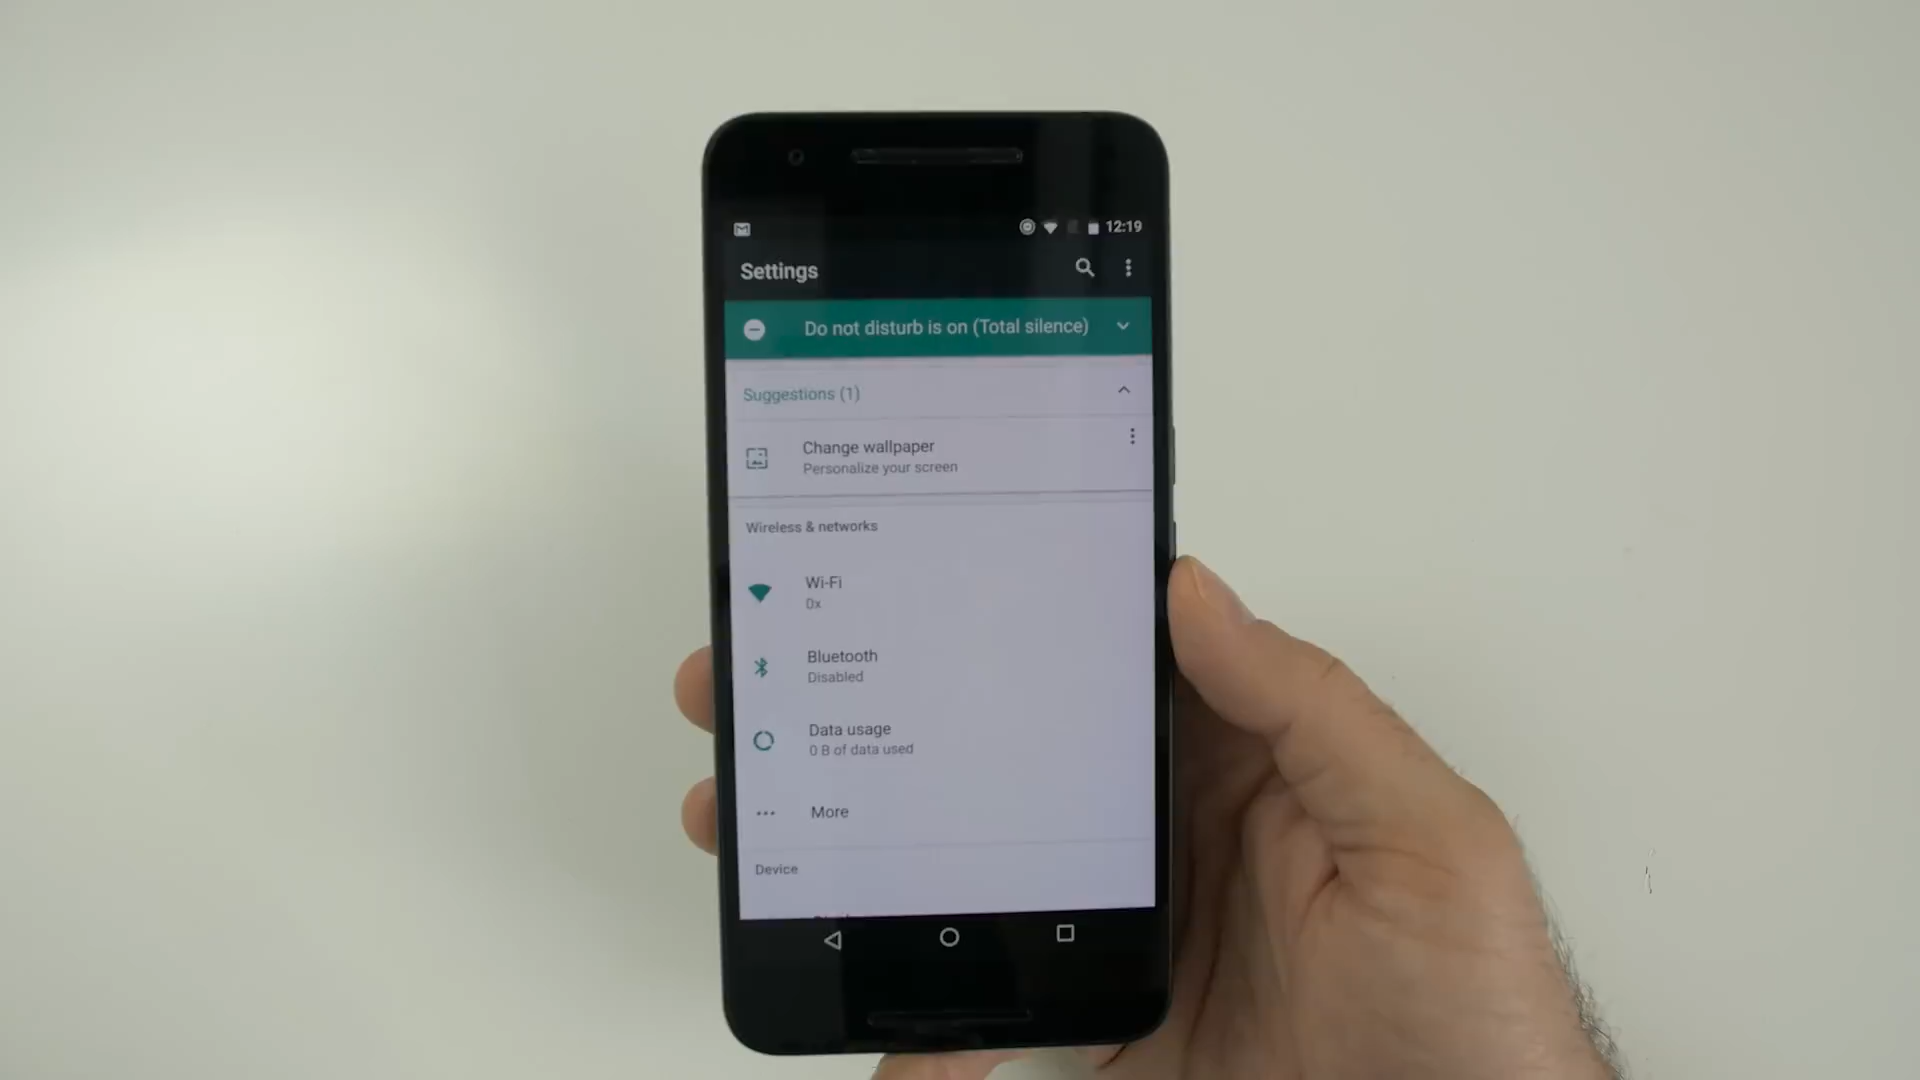 12:19
Settings
Do not disturb is on (Total silence)
Suggestions (1)
Change wallpaper
Personalize your screen
Wireless & networks
Wi-Fi
0x
Bluetooth
Disabled
Data usage
0 B of data used
More
Device